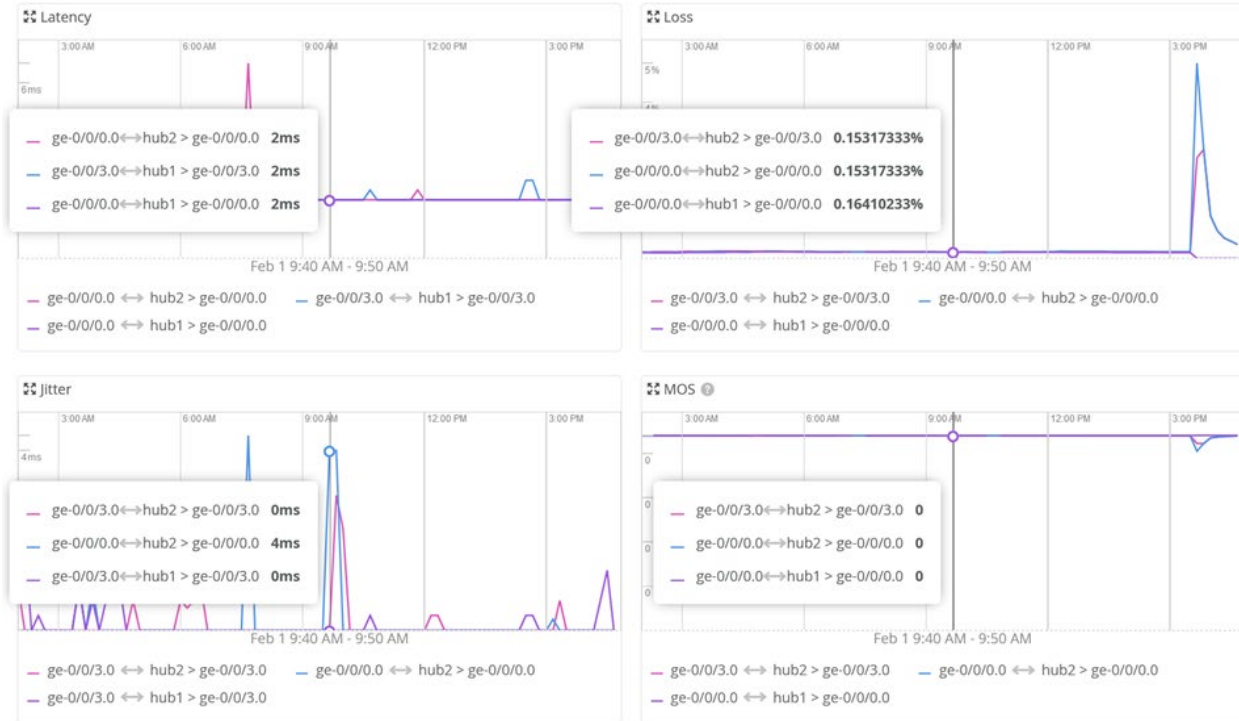 Latency
3:00 AM 6:00 AM 9:00 AM 12:00 PM 3:00 PM
6ms
ge-0/0/0.0⟷hub2 > ge-0/0/0.0 2ms
ge-0/0/3.0⟷hub1 > ge-0/0/3.0 2ms
ge-0/0/0.0⟷hub1 > ge-0/0/0.0 2ms
Feb 1 9:40 AM - 9:50 AM
ge-0/0/0.0 ⟷ hub2 > ge-0/0/0.0 ge-0/0/3.0 ⟷ hub1 > ge-0/0/3.0
ge-0/0/0.0 ⟷ hub1 > ge-0/0/0.0
Loss
3:00 AM 6:00 AM 9:00 AM 12:00 PM 3:00 PM
5%
ge-0/0/3.0⟷hub2 > ge-0/0/3.0 0.15317333%
ge-0/0/0.0⟷hub2 > ge-0/0/0.0 0.15317333%
ge-0/0/0.0⟷hub1 > ge-0/0/0.0 0.16410233%
Feb 1 9:40 AM - 9:50 AM
ge-0/0/3.0 ⟷ hub2 > ge-0/0/3.0 ge-0/0/0.0 ⟷ hub2 > ge-0/0/0.0
ge-0/0/0.0 ⟷ hub1 > ge-0/0/0.0
Jitter
3:00 AM 6:00 AM 9:00 AM 12:00 PM 3:00 PM
4ms
ge-0/0/3.0⟷hub2 > ge-0/0/3.0 0ms
ge-0/0/0.0⟷hub2 > ge-0/0/0.0 4ms
ge-0/0/3.0⟷hub1 > ge-0/0/3.0 0ms
Feb 1 9:40 AM - 9:50 AM
ge-0/0/3.0 ⟷ hub2 > ge-0/0/3.0 ge-0/0/0.0 ⟷ hub2 > ge-0/0/0.0
ge-0/0/3.0 ⟷ hub1 > ge-0/0/3.0
MOS ?
3:00 AM 6:00 AM 9:00 AM 12:00 PM 3:00 PM
0
0
ge-0/0/3.0⟷hub2 > ge-0/0/3.0 0
0
ge-0/0/0.0⟷hub2 > ge-0/0/0.0 0
ge-0/0/0.0⟷hub1 > ge-0/0/0.0 0
0
Feb 1 9:40 AM - 9:50 AM
ge-0/0/3.0 ⟷ hub2 > ge-0/0/3.0 ge-0/0/0.0 ⟷ hub2 > ge-0/0/0.0
ge-0/0/0.0 ⟷ hub1 > ge-0/0/0.0